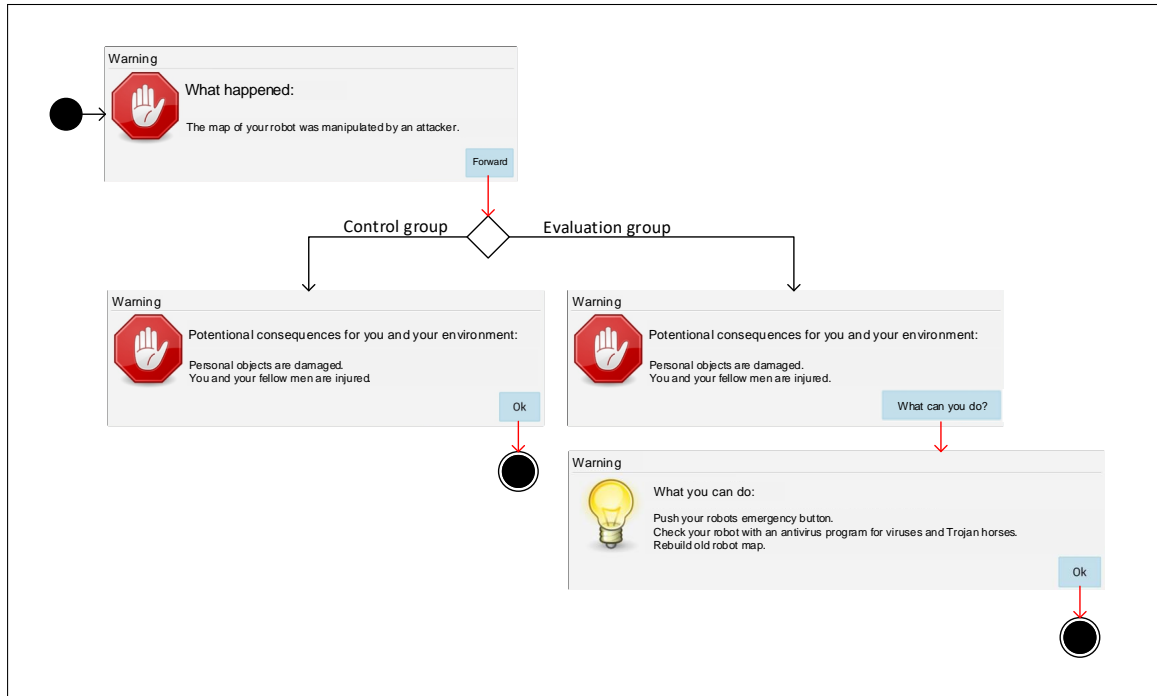 Warning
What happened:
The map of your robot was manipulated by an attacker.
Forward
Control group
Evaluation group
Warning
Potentional consequences for you and your environment:
Personal objects are damaged.
You and your fellow men are injured.
Ok
Warning
Potentional consequences for you and your environment:
Personal objects are damaged.
You and your fellow men are injured.
What can you do?
Warning
What you can do:
Push your robots emergency button.
Check your robot with an antivirus program for viruses and Trojan horses.
Rebuild old robot map.
Ok